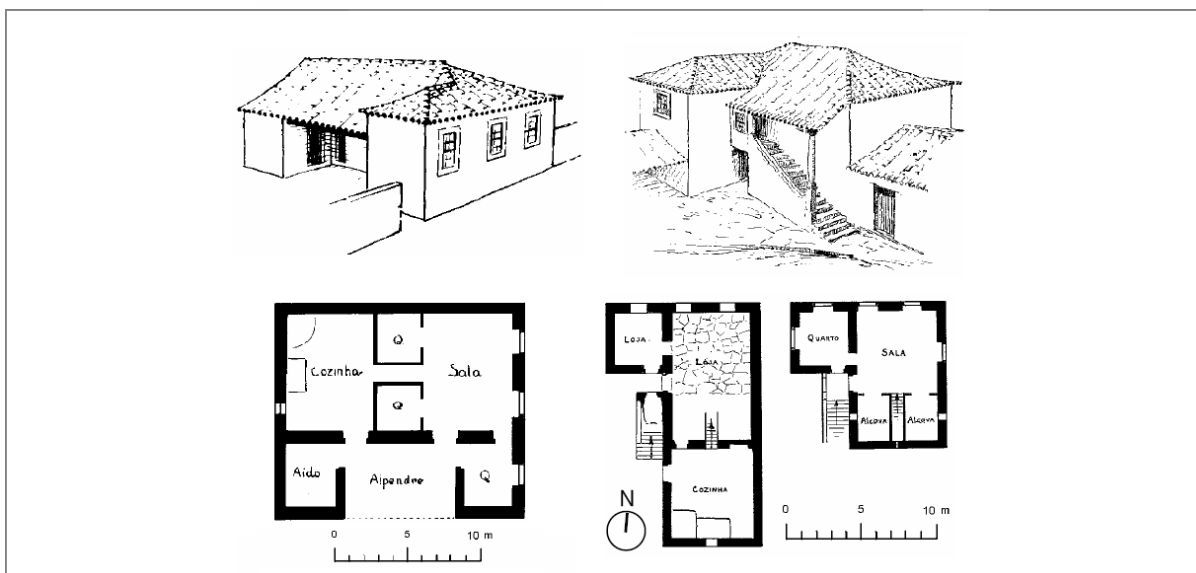 Cozinha
Q
Q
Sala
Aido
Alpendre
Q
0 5 10 m
LOJA
LOJA
COZINHA
N
QUARTO
SALA
ALCOVA
ALCOVA
0 5 10 m